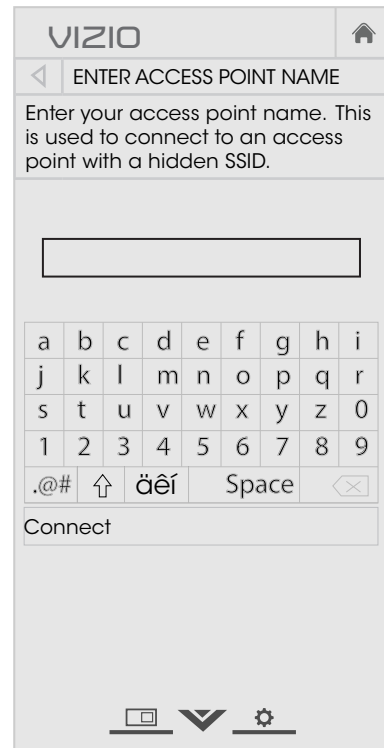 VIZIO
ENTER ACCESS POINT NAME
Enter your access point name. This
is used to connect to an access
point with a hidden SSID.
a b c d e f g h i
j k l m n o p q r
s t u v w x y z 0
1 2 3 4 5 6 7 8 9
.@# äêí Space
Connect